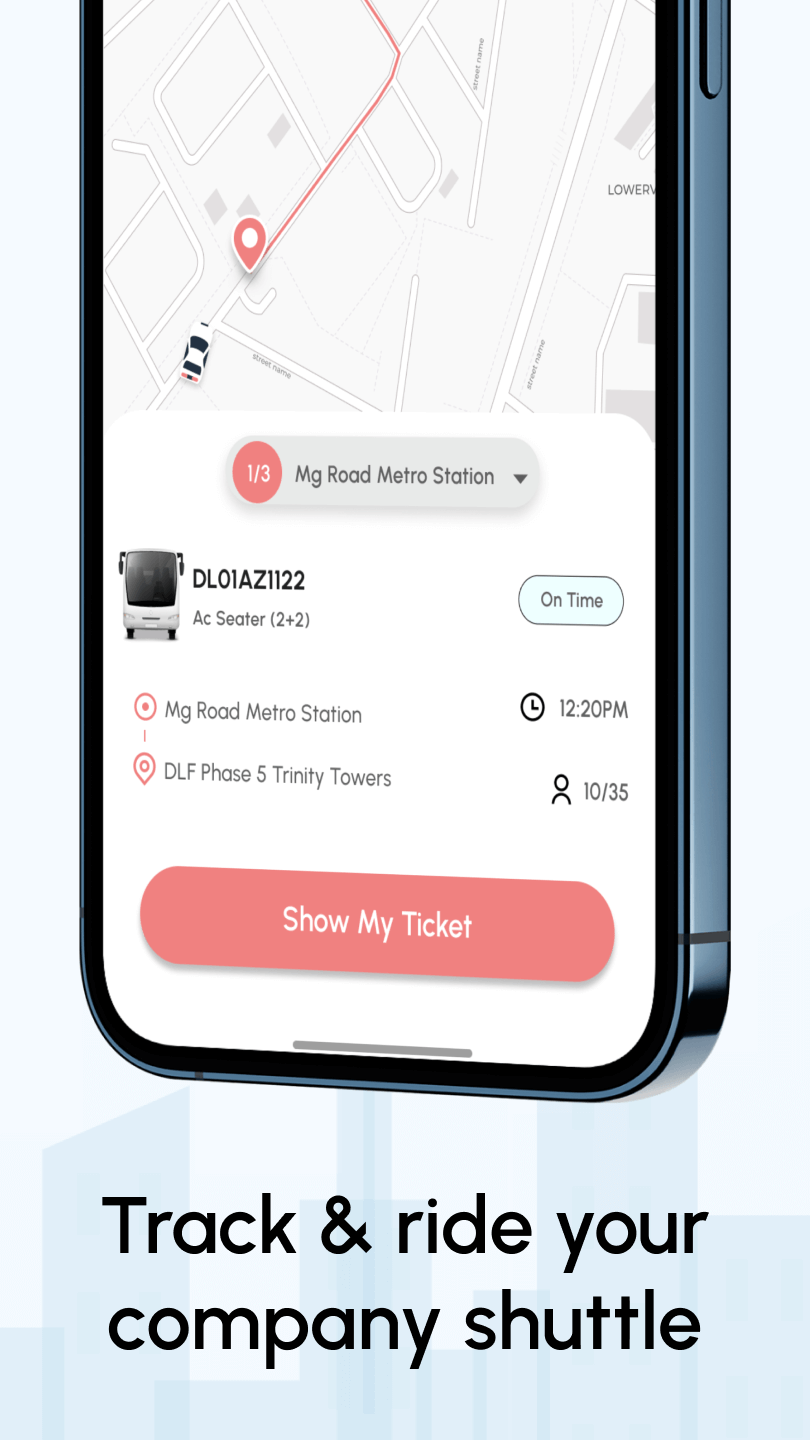 street name
LOWERV
street name
street name
1/3 Mg Road Metro Station
DL01AZ1122
Ac Seater (2+2)
On Time
Mg Road Metro Station
12:20PM
DLF Phase 5 Trinity Towers
10/35
Show My Ticket
Track & ride your
company shuttle